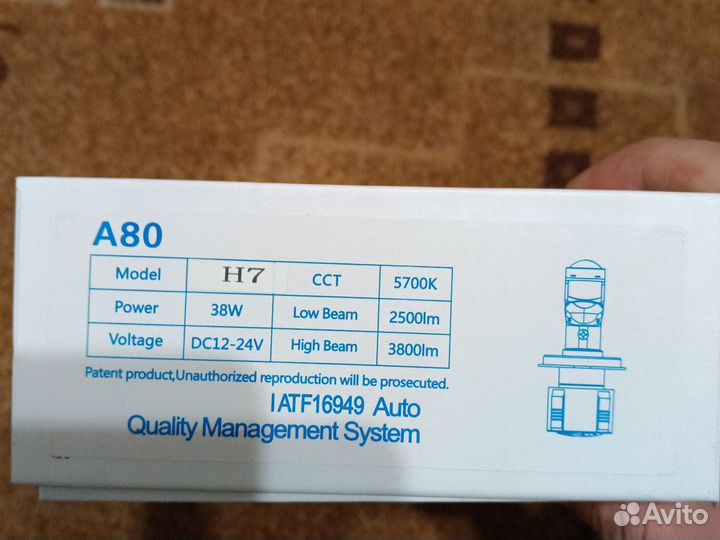 A80
Model H7 CCT 5700K
Power 38W Low Beam 2500lm
Voltage DC12-24V High Beam 3800lm
Patent product,Unauthorized reproduction will be prosecuted.
IATF16949 Auto
Quality Management System
Avito